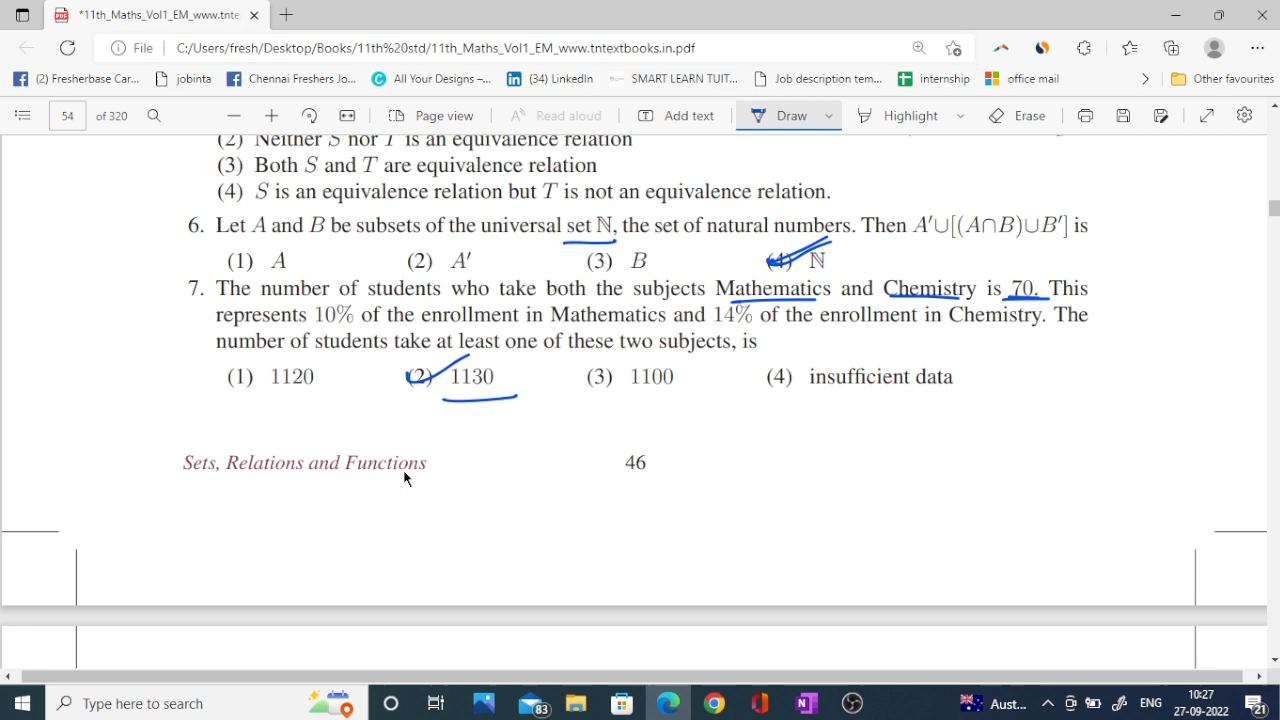 *11th_Maths_Vol1_EM_www.tnte
File C:/Users/fresh/Desktop/Books/11th%20std/11th_Maths_Vol1_EM_www.tntextbooks.in.pdf
(2) Fresherbase Car... jobinta Chennai Freshers Jo... All Your Designs –... (34) LinkedIn SMART LEARN TUIT... Job description tem... internship office mail Other favourites
54 of 320 Page view Read aloud Add text Draw Highlight Erase
(2) Neither S nor T is an equivalence relation
(3) Both S and T are equivalence relation
(4) S is an equivalence relation but T is not an equivalence relation.
6. Let A and B be subsets of the universal set ℕ, the set of natural numbers. Then A′∪[(A∩B)∪B′] is
(1) A (2) A′ (3) B (4) ℕ
7. The number of students who take both the subjects Mathematics and Chemistry is 70. This
represents 10% of the enrollment in Mathematics and 14% of the enrollment in Chemistry. The
number of students take at least one of these two subjects, is
(1) 1120 (2) 1130 (3) 1100 (4) insufficient data
Sets, Relations and Functions 46
Type here to search 83 Aust... ENG 10:27
27-09-2022 21